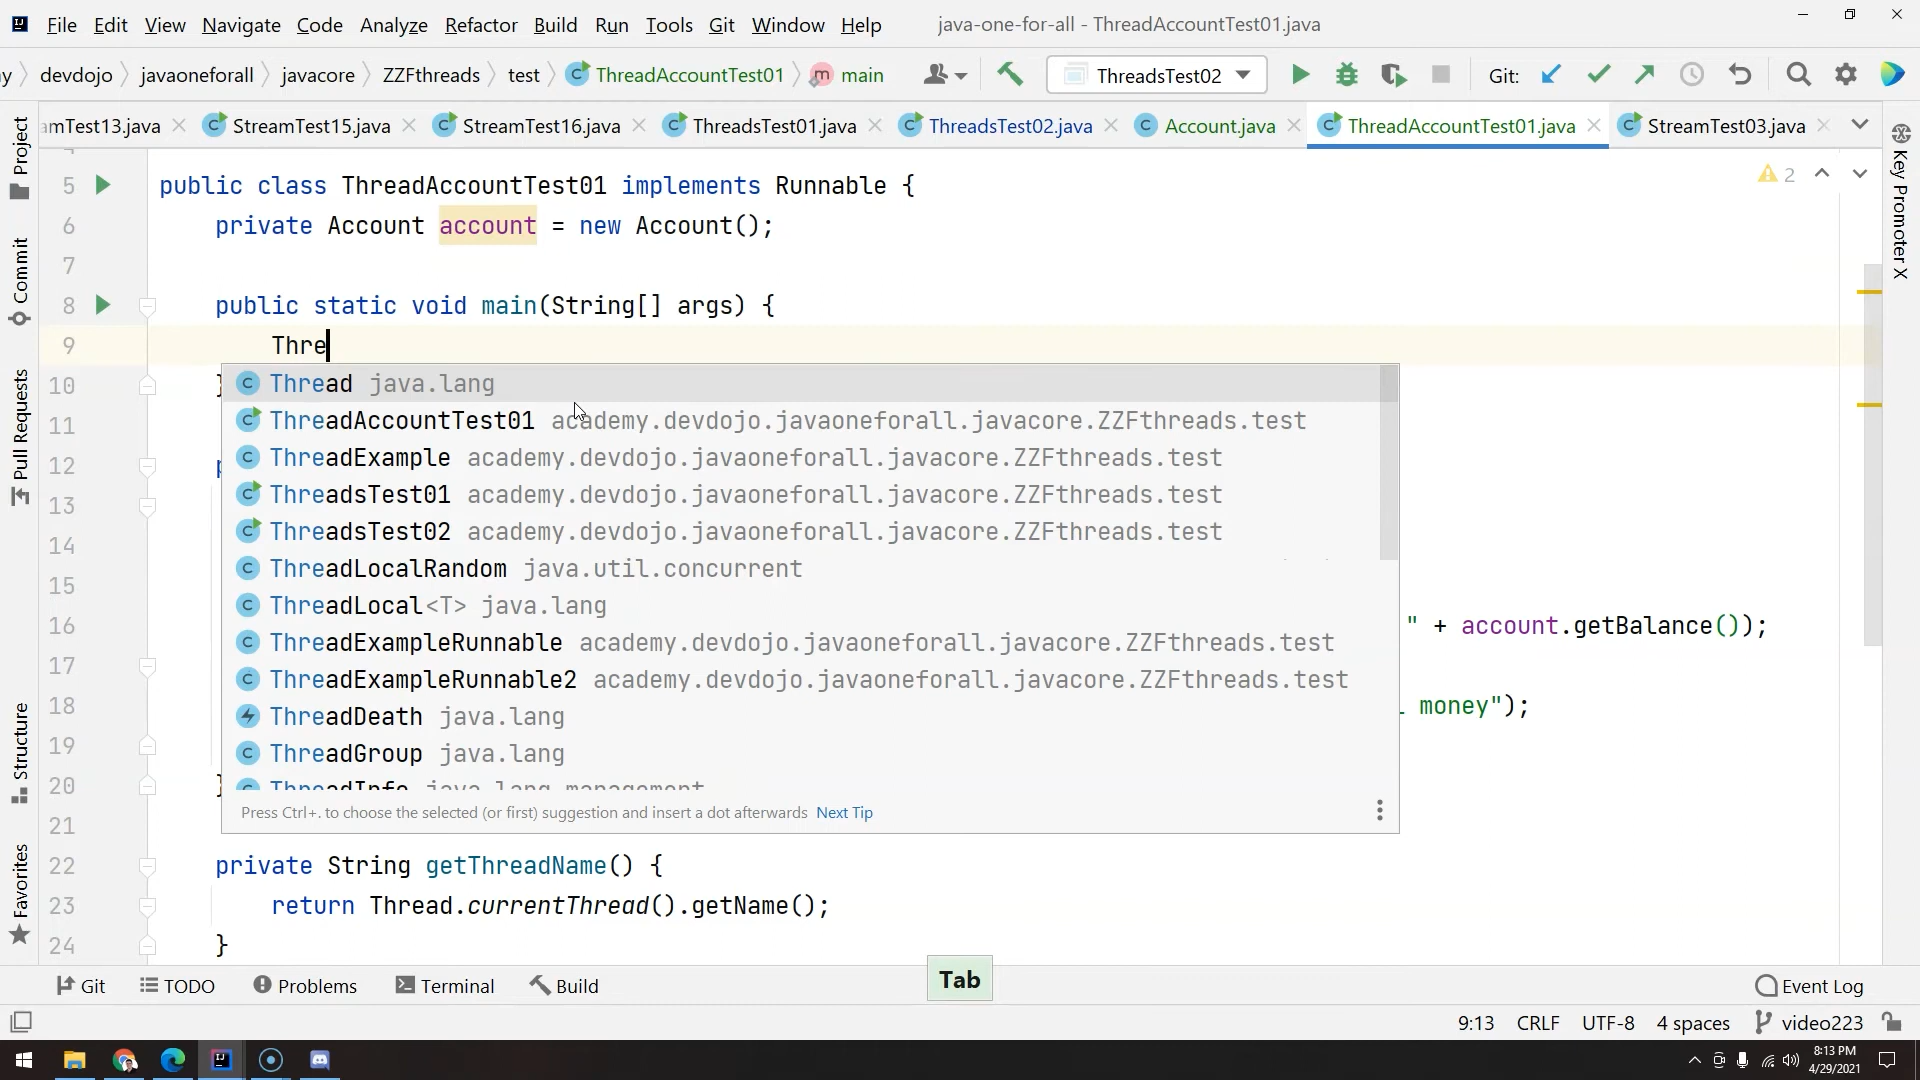 File Edit View Navigate Code Analyze Refactor Build Run Tools Git Window Help java-one-for-all - ThreadAccountTest01.java
y devdojo javaoneforall javacore ZZFthreads test ThreadAccountTest01 main ThreadsTest02 Git:
amTest13.java StreamTest15.java StreamTest16.java ThreadsTest01.java ThreadsTest02.java Account.java ThreadAccountTest01.java StreamTest03.java
Project
Commit
Pull Requests
Structure
Favorites
Key Promoter X
2
5 public class ThreadAccountTest01 implements Runnable {
6 private Account account = new Account();
7
8 public static void main(String[] args) {
9 Thre
10 }
11
12 p
13
14
15
16 " + account.getBalance());
17
18 money");
19
20 }
21
22 private String getThreadName() {
23 return Thread.currentThread().getName();
24 }
Thread java.lang
ThreadAccountTest01 academy.devdojo.javaoneforall.javacore.ZZFthreads.test
ThreadExample academy.devdojo.javaoneforall.javacore.ZZFthreads.test
ThreadsTest01 academy.devdojo.javaoneforall.javacore.ZZFthreads.test
ThreadsTest02 academy.devdojo.javaoneforall.javacore.ZZFthreads.test
ThreadLocalRandom java.util.concurrent
ThreadLocal<T> java.lang
ThreadExampleRunnable academy.devdojo.javaoneforall.javacore.ZZFthreads.test
ThreadExampleRunnable2 academy.devdojo.javaoneforall.javacore.ZZFthreads.test
ThreadDeath java.lang
ThreadGroup java.lang
ThreadInfo java.lang.management
Press Ctrl+. to choose the selected (or first) suggestion and insert a dot afterwards Next Tip
Tab
Git TODO Problems Terminal Build Event Log
9:13 CRLF UTF-8 4 spaces video223
8:13 PM
4/29/2021